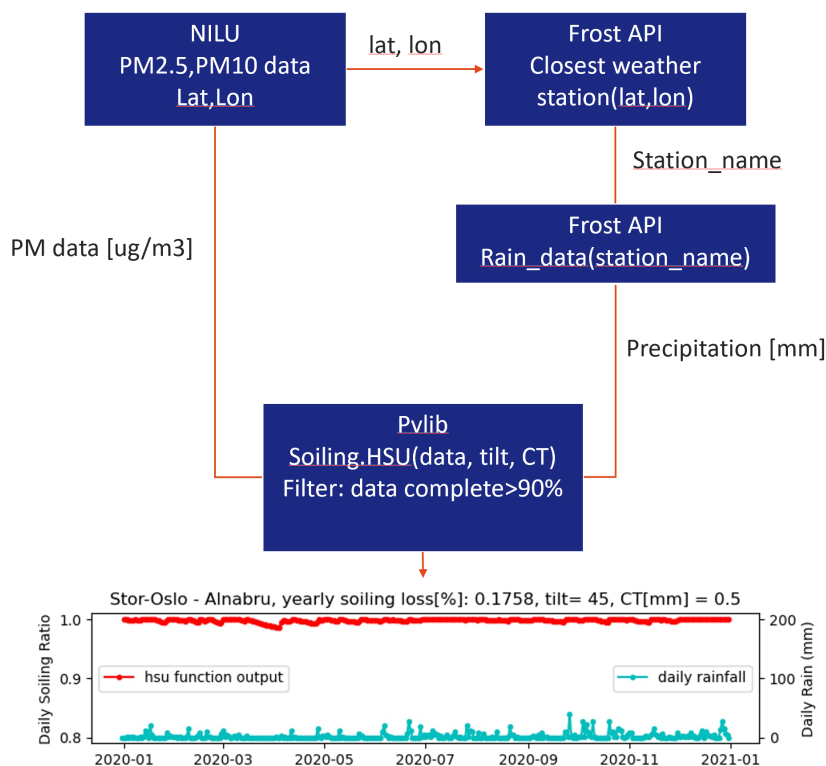 NILU
PM2.5,PM10 data
Lat,Lon
lat, lon
Frost API
Closest weather
station(lat,lon)
Station_name
Frost API
Rain_data(station_name)
PM data [ug/m3]
Precipitation [mm]
Pvlib
Soiling.HSU(data, tilt, CT)
Filter: data complete>90%
Stor-Oslo - Alnabru, yearly soiling loss[%]: 0.1758, tilt= 45, CT[mm] = 0.5
Daily Soiling Ratio
1.0
0.9
0.8
hsu function output
daily rainfall
200
100
0
Daily Rain (mm)
2020-01
2020-03
2020-05
2020-07
2020-09
2020-11
2021-01